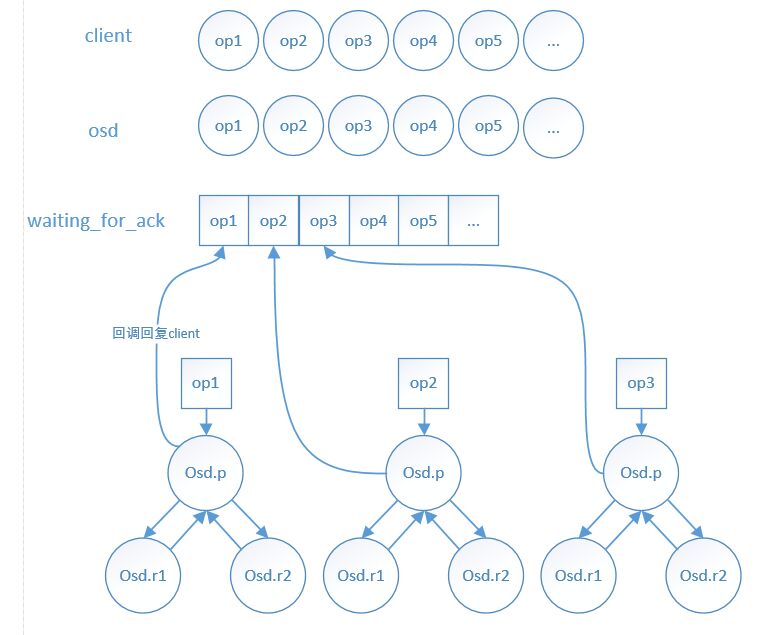 client op1 op2 op3 op4 op5 ...
osd op1 op2 op3 op4 op5 ...
waiting_for_ack op1 op2 op3 op4 op5 ...
回调回复client
op1 op2 op3
Osd.p Osd.p Osd.p
Osd.r1 Osd.r2 Osd.r1 Osd.r2 Osd.r1 Osd.r2